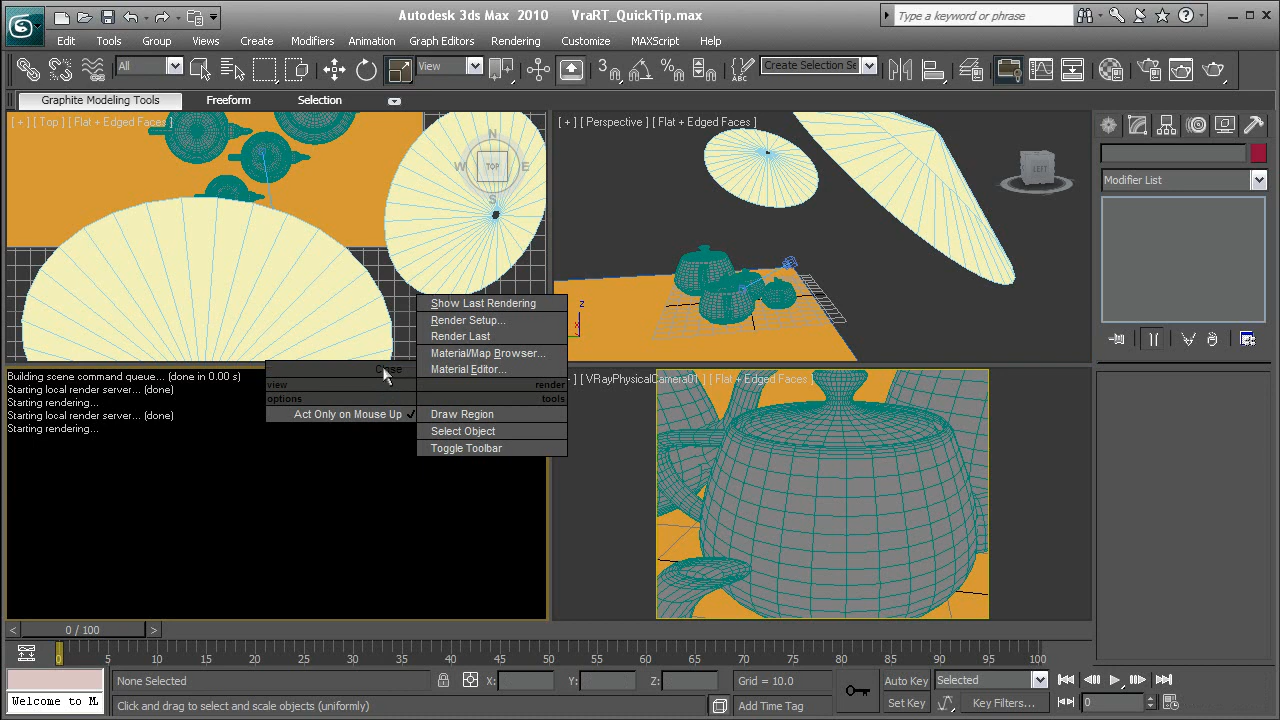 Autodesk 3ds Max 2010 VraRT_QuickTip.max
Type a keyword or phrase
Edit Tools Group Views Create Modifiers Animation Graph Editors Rendering Customize MAXScript Help
All
View
3
Create Selection Se
Graphite Modeling Tools Freeform Selection
[ + ] [ Top ] [ Flat + Edged Faces ]
N
W TOP E
S
[ + ] [ Perspective ] [ Flat + Edged Faces ]
LEFT
z
x
Modifier List
Show Last Rendering
Render Setup...
Render Last
Material/Map Browser...
Material Editor...
Close
view render
options tools
Act Only on Mouse Up ✓ Draw Region
Select Object
Toggle Toolbar
Building scene command queue... (done in 0.00 s)
Starting local render server... (done)
Starting rendering...
Starting local render server... (done)
Starting rendering...
] [ VRayPhysicalCamera01 ] [ Flat + Edged Faces ]
< 0 / 100 >
0 5 10 15 20 25 30 35 40 45 50 55 60 65 70 75 80 85 90 95 100
None Selected X: Y: Z: Grid = 10.0 Auto Key Selected
Welcome to M
Click and drag to select and scale objects (uniformly) Add Time Tag Set Key Key Filters... 0